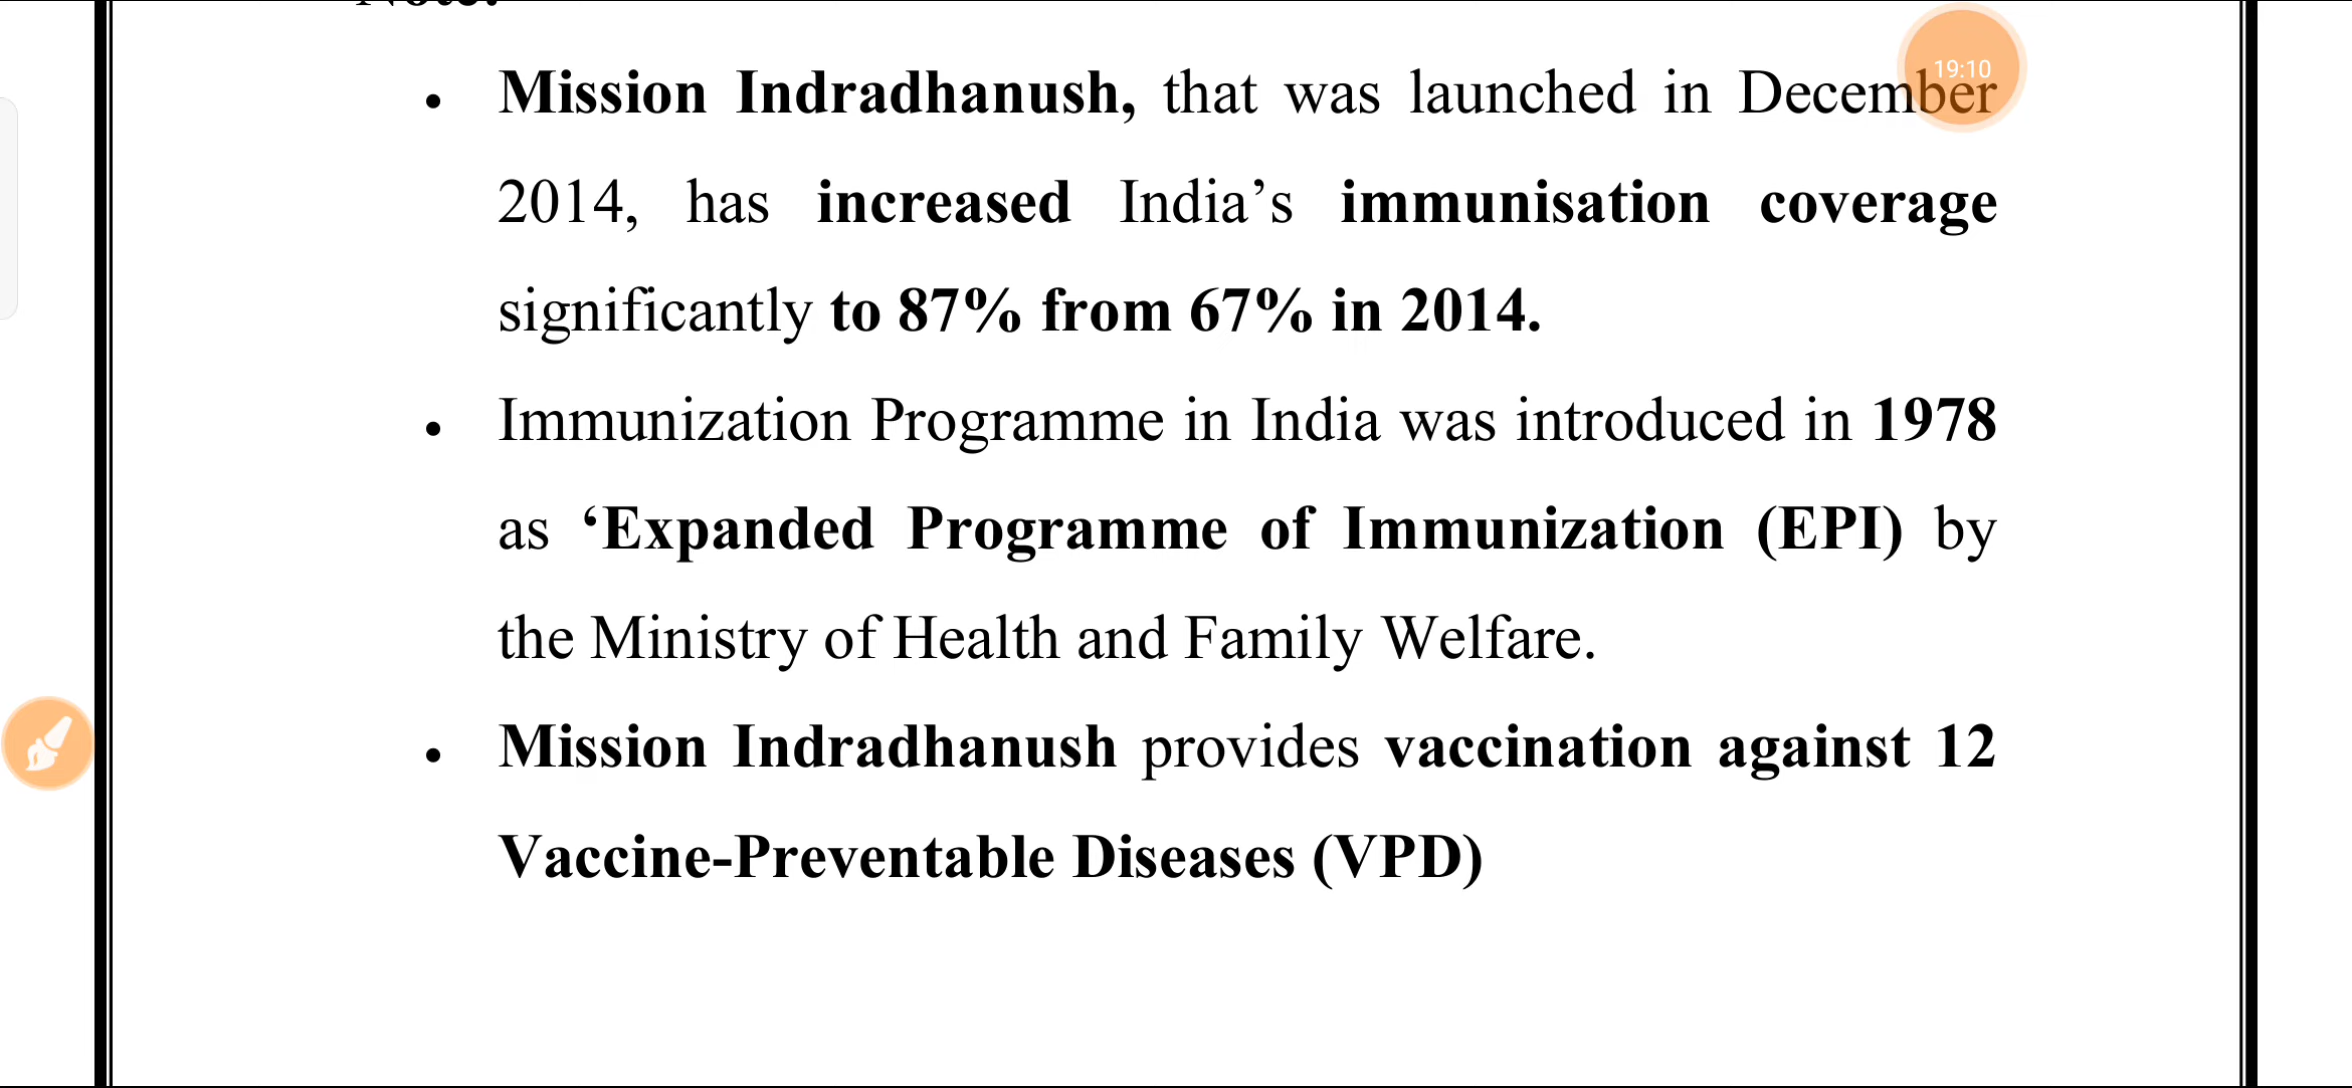 Note:
• Mission Indradhanush, that was launched in December
19:10
2014, has increased India’s immunisation coverage
significantly to 87% from 67% in 2014.
• Immunization Programme in India was introduced in 1978
as ‘Expanded Programme of Immunization (EPI) by
the Ministry of Health and Family Welfare.
• Mission Indradhanush provides vaccination against 12
Vaccine-Preventable Diseases (VPD)